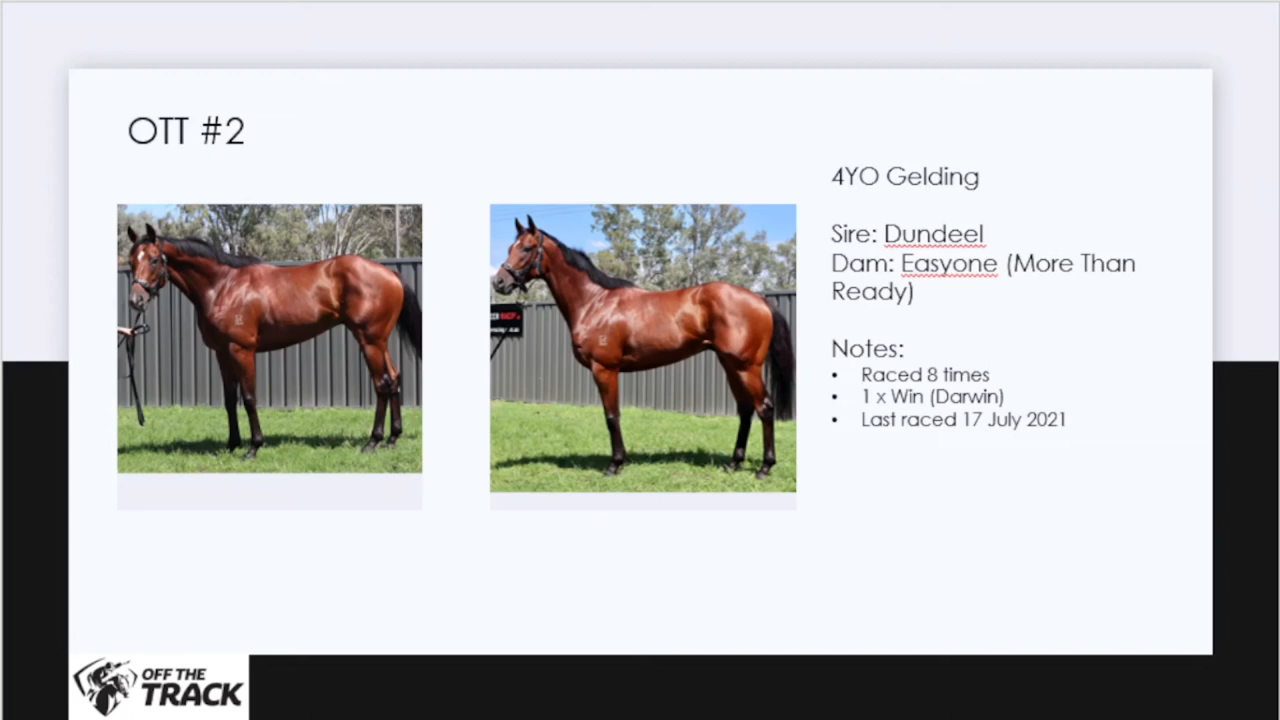 OTT #2
4YO Gelding
Sire: Dundeel
Dam: Easyone (More Than
Ready)
Notes:
• Raced 8 times
• 1 x Win (Darwin)
• Last raced 17 July 2021
OFF THE
TRACK